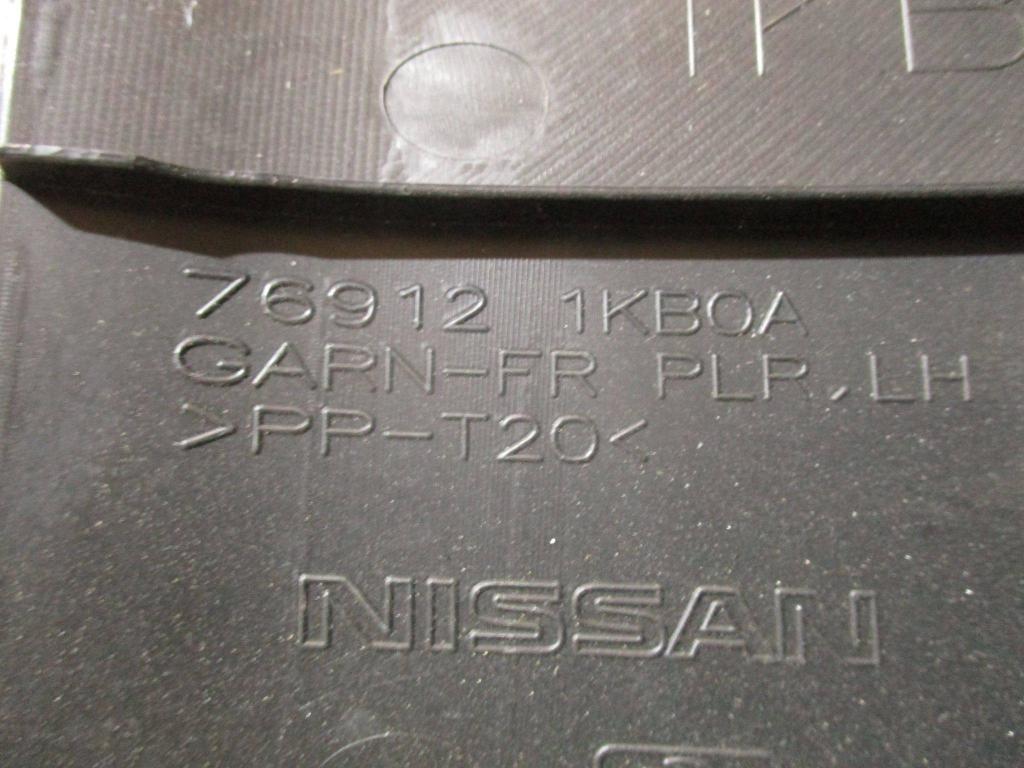 76912 1KB0A
GARN-FR PLR,LH
>PP-T20<
NISSAN